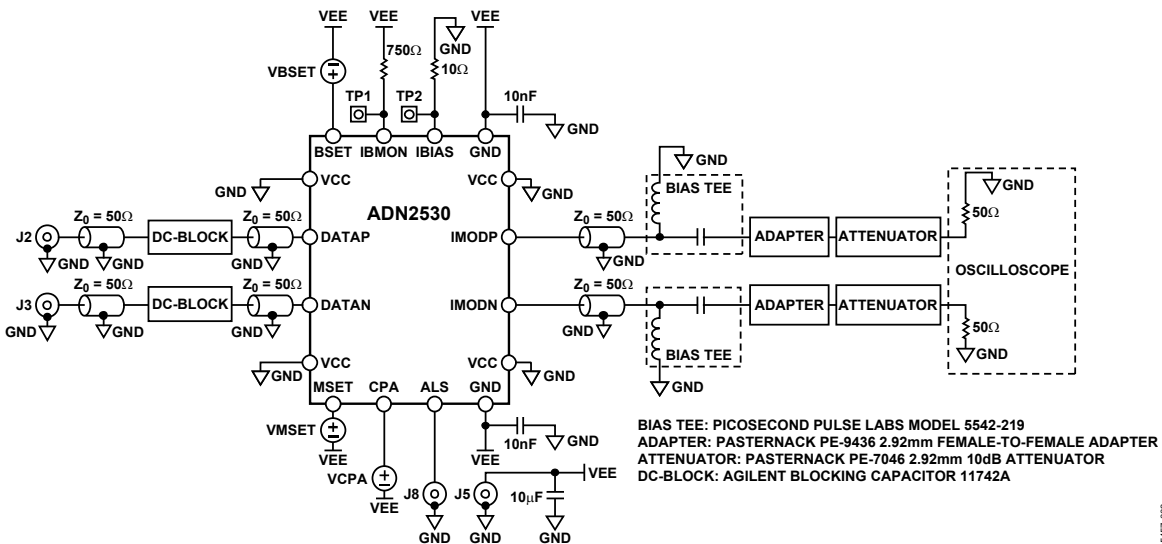 VEE VEE GND VEE
750Ω
GND
10Ω
VBSET
TP1 TP2
10nF
GND
BSET IBMON IBIAS GND
GND VCC VCC GND
GND
BIAS TEE
ADN2530
Z0 = 50Ω Z0 = 50Ω Z0 = 50Ω
GND
50Ω
J2 DC-BLOCK DATAP IMODP ADAPTER ATTENUATOR
GND GND GND GND
OSCILLOSCOPE
Z0 = 50Ω Z0 = 50Ω Z0 = 50Ω
J3 DC-BLOCK DATAN IMODN ADAPTER ATTENUATOR
GND GND GND GND
50Ω
BIAS TEE
GND
GND VCC VCC GND
GND
MSET CPA ALS GND
VMSET
VEE
10nF
GND
VEE
VEE
VCPA
VEE
J8 J5
10μF
GND GND GND
BIAS TEE: PICOSECOND PULSE LABS MODEL 5542-219
ADAPTER: PASTERNACK PE-9436 2.92mm FEMALE-TO-FEMALE ADAPTER
ATTENUATOR: PASTERNACK PE-7046 2.92mm 10dB ATTENUATOR
DC-BLOCK: AGILENT BLOCKING CAPACITOR 11742A